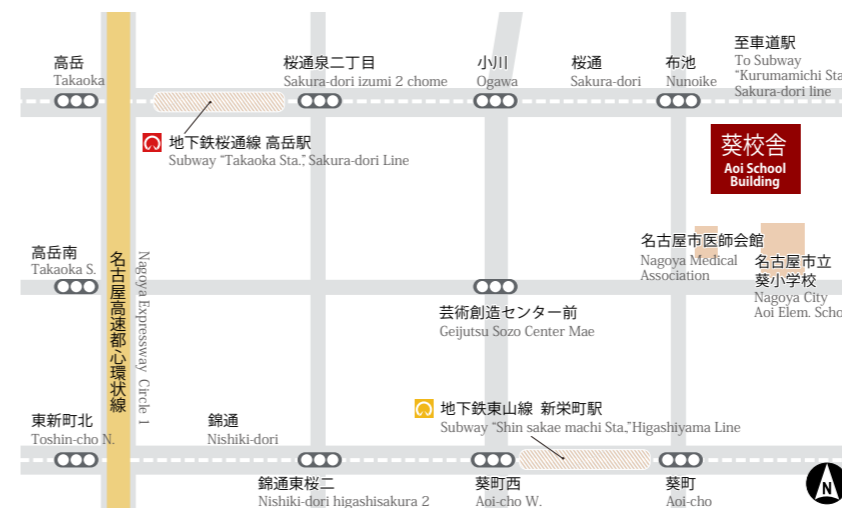 高岳
Takaoka
桜通泉二丁目
Sakura-dori izumi 2 chome
小川
Ogawa
桜通
Sakura-dori
布池
Nunoike
至車道駅
To Subway
“Kurumamichi Sta
Sakura-dori line
地下鉄桜通線 高岳駅
Subway “Takaoka Sta.”, Sakura-dori Line
葵校舎
Aoi School
Building
高岳南
Takaoka S.
名古屋高速都心環状線
Nagoya Expressway Circle 1
名古屋市医師会館
Nagoya Medical
Association
名古屋市立
葵小学校
Nagoya City
Aoi Elem. Scho
芸術創造センター前
Geijutsu Sozo Center Mae
東新町北
Toshin-cho N.
錦通
Nishiki-dori
地下鉄東山線 新栄町駅
Subway “Shin sakae machi Sta.”, Higashiyama Line
錦通東桜二
Nishiki-dori higashisakura 2
葵町西
Aoi-cho W.
葵町
Aoi-cho
N